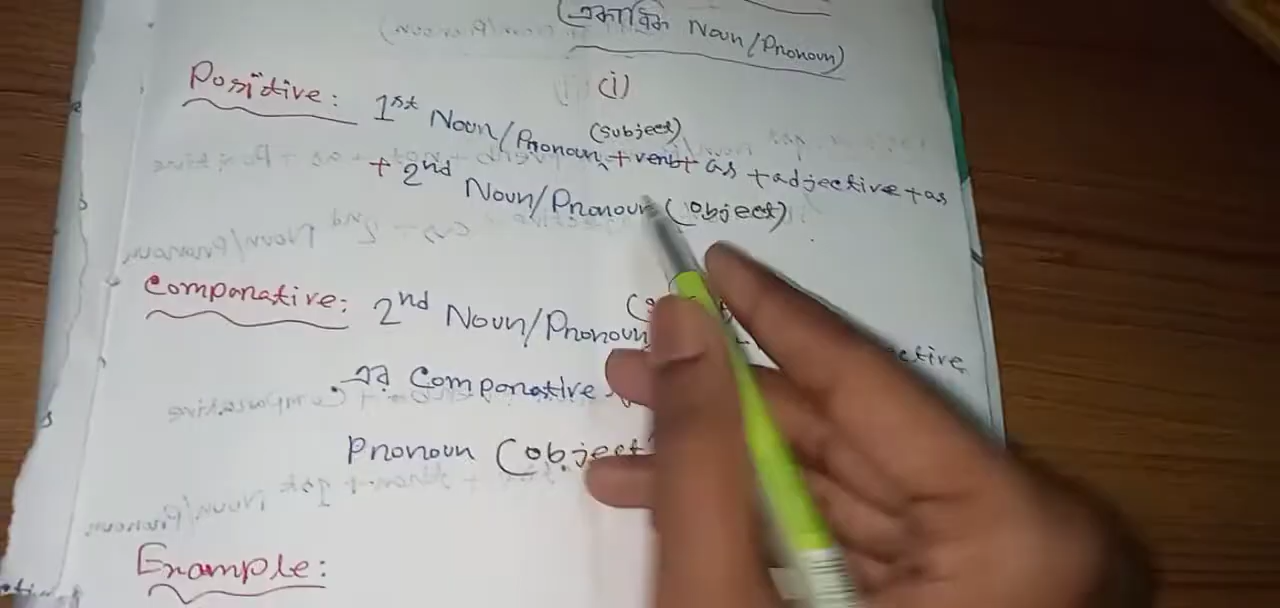 (একাধিক Noun/Pronoun)
(i)
Positive: 1st Noun/Pronoun (subject) + verb + as + adjective + as
+ 2nd Noun/Pronoun (object)
Comparative: 2nd Noun/Pronoun
এর Comparative
Pronoun (object
Example: